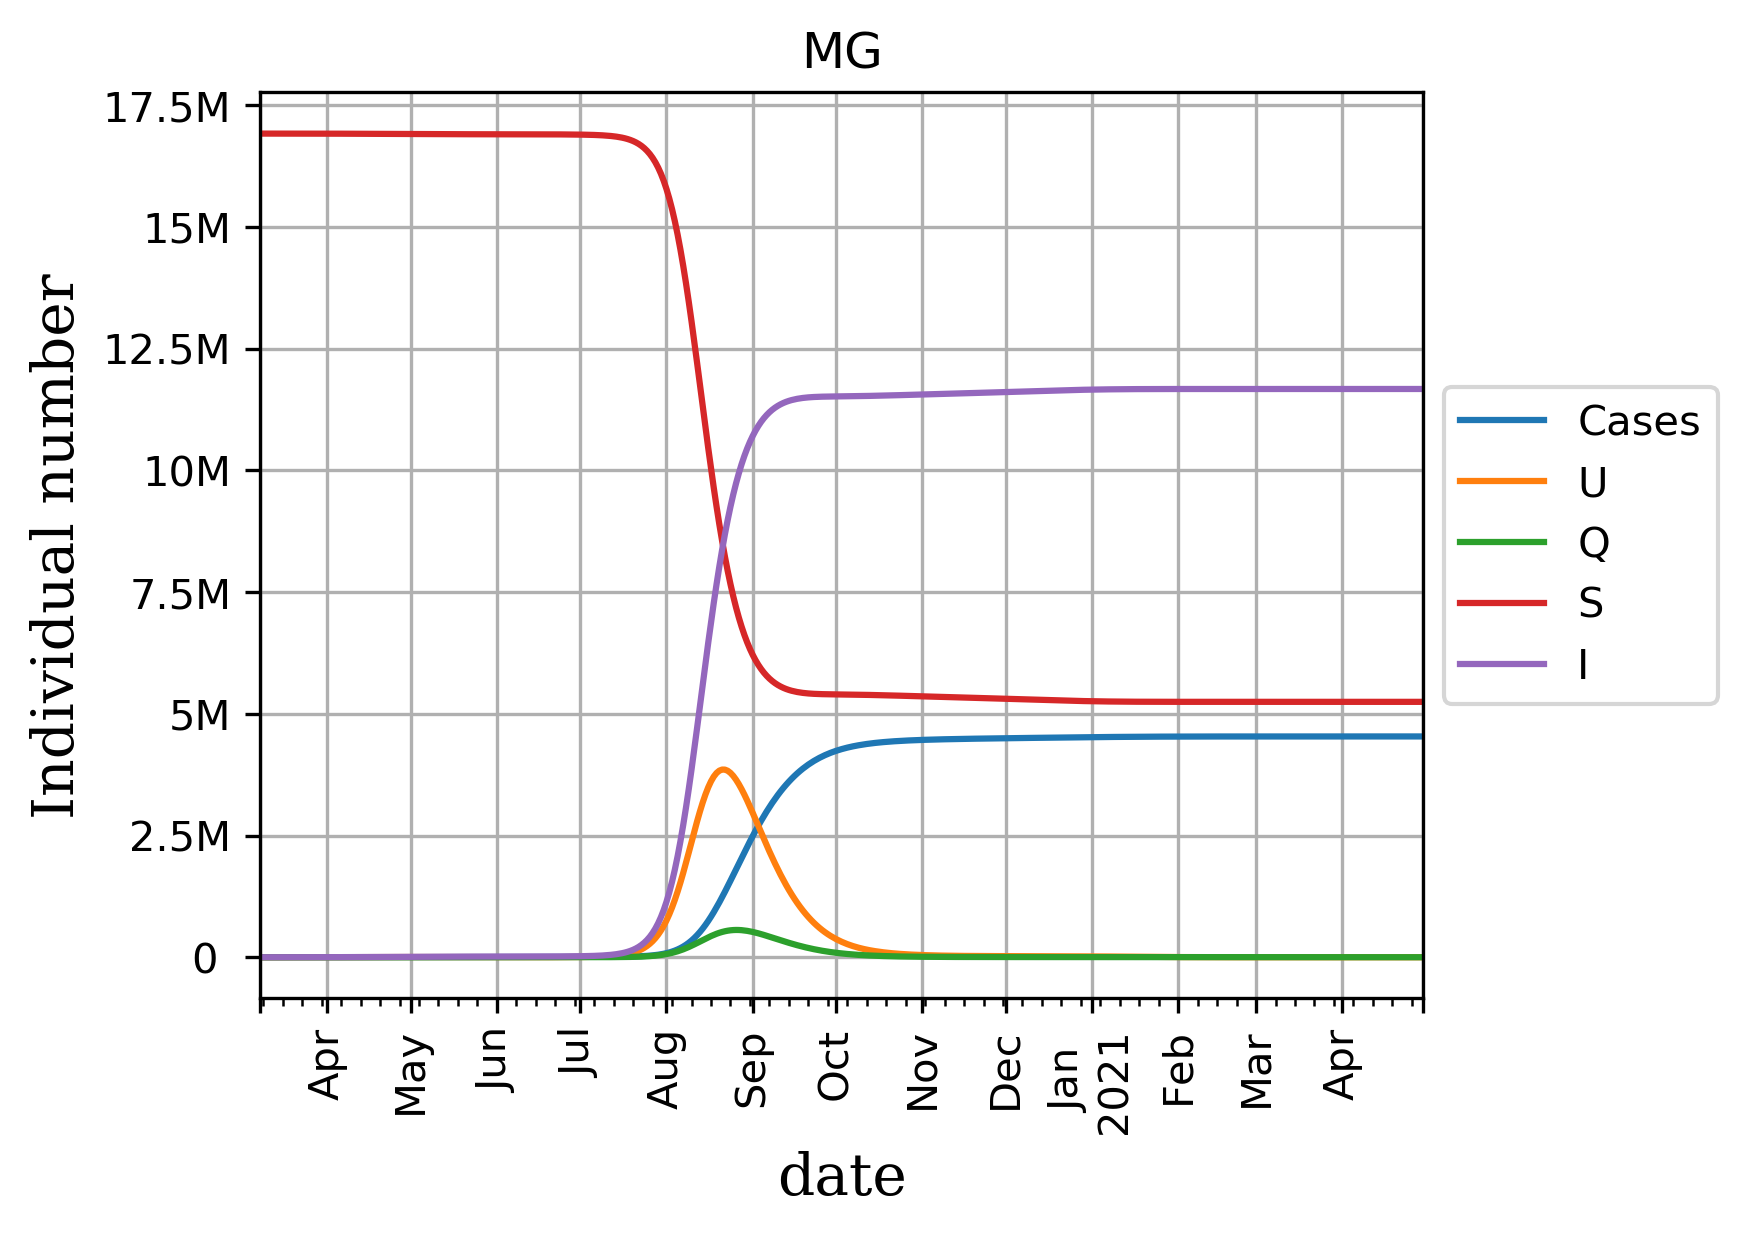 MG
17.5M
15M
12.5M
10M
7.5M
5M
2.5M
0
Individual number
Apr
May
Jun
Jul
Aug
Sep
Oct
Nov
Dec
Jan
2021
Feb
Mar
Apr
date
Cases
U
Q
S
I